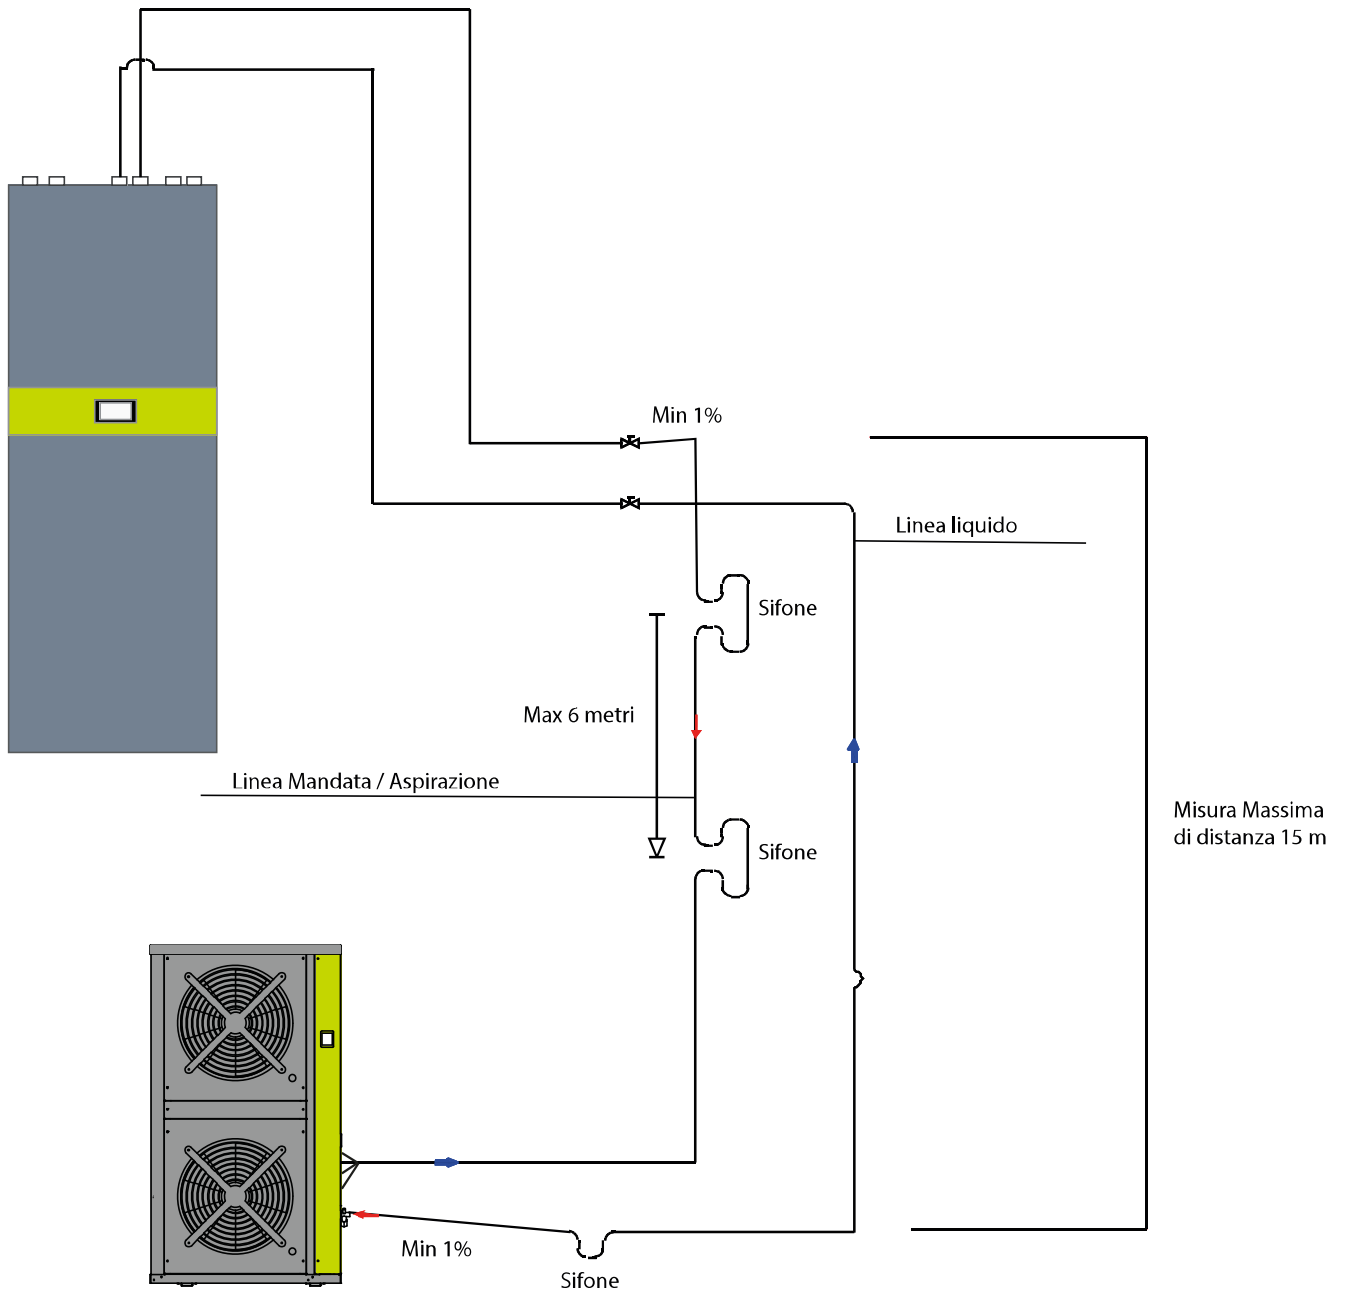 Min 1%
Linea liquido
Sifone
Max 6 metri
Linea Mandata / Aspirazione
Misura Massima
di distanza 15 m
Sifone
Min 1%
Sifone